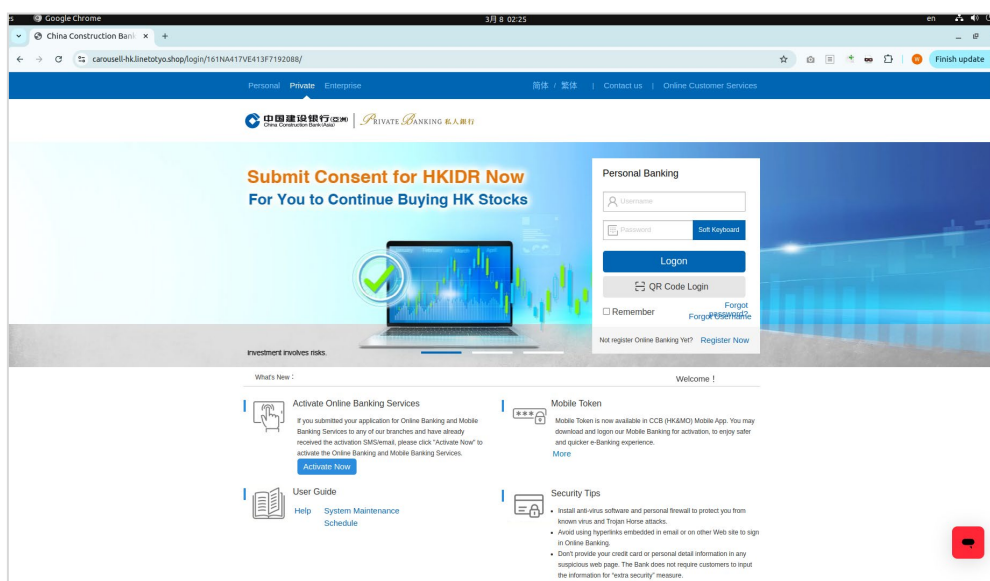 Google Chrome
3月 8 02:25
en
China Construction Bank
carousell-hk.linetotyo.shop/login/161NA417VE413F7192088/
Finish update
Personal Private Enterprise
简体 / 繁体 | Contact us | Online Customer Services
中国建设银行(亚洲)
China Construction Bank (Asia)
PRIVATE BANKING 私人銀行
Submit Consent for HKIDR Now
For You to Continue Buying HK Stocks
Investment involves risks.
Personal Banking
Username
Password
Soft Keyboard
Logon
QR Code Login
Remember
Forgot password?
Forgot Username
Not register Online Banking Yet? Register Now
What's New :
Welcome !
Activate Online Banking Services
If you submitted your application for Online Banking and Mobile
Banking Services to any of our branches and have already
received the activation SMS/email, please click "Activate Now" to
activate the Online Banking and Mobile Banking Services.
Activate Now
Mobile Token
Mobile Token is now available in CCB (HK&MO) Mobile App. You may
download and logon our Mobile Banking for activation, to enjoy safer
and quicker e-Banking experience.
More
User Guide
Help System Maintenance
Schedule
Security Tips
• Install anti-virus software and personal firewall to protect you from
known virus and Trojan Horse attacks.
• Avoid using hyperlinks embedded in email or on other Web site to sign
in Online Banking.
• Don't provide your credit card or personal detail information in any
suspicious web page. The Bank does not require customers to input
the information for "extra security" measure.